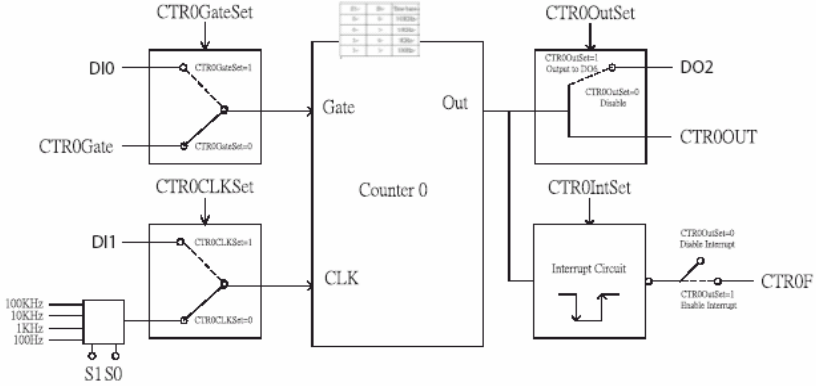 CTR0GateSet
CTR0OutSet
DI0
CTR0GateSet=1
CTR0Gate
CTR0GateSet=0
Gate
Out
Counter 0
CLK
CTR0OutSet=1
Output to DO6
DO2
CTR0OutSet=0
Disable
CTR0OUT
CTR0CLKSet
DI1
CTR0CLKSet=1
CTR0CLKSet=0
100KHz
10KHz
1KHz
100Hz
S1 S0
CTR0IntSet
Interrupt Circuit
CTR0OutSet=0
Diable Interrupt
CTR0F
CTR0OutSet=1
Enable Interrupt